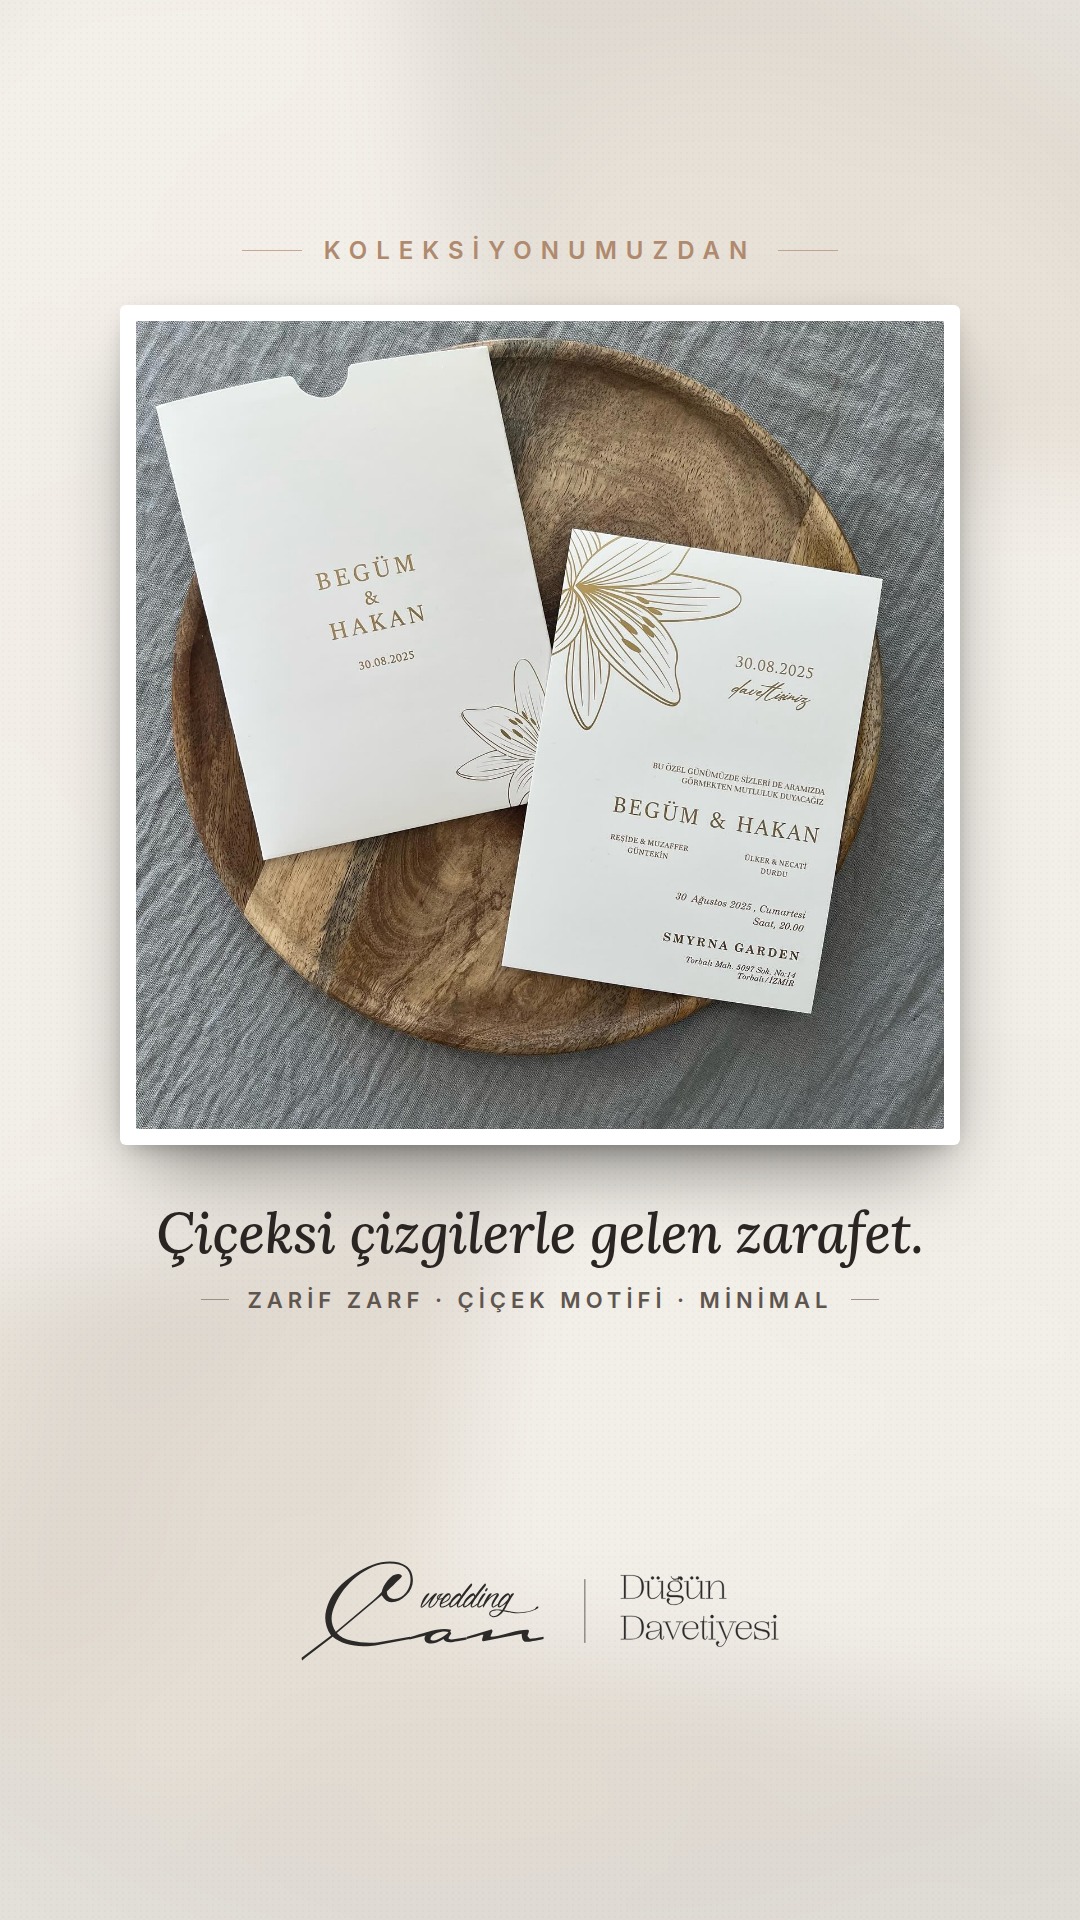 KOLEKSİYONUMUZDAN
BEGÜM
&
HAKAN
30.08.2025
30.08.2025
davetlisiniz
BU ÖZEL GÜNÜMÜZDE SİZLERİ DE ARAMIZDA
GÖRMEKTEN MUTLULUK DUYACAĞIZ
BEGÜM & HAKAN
REŞİDE & MUZAFFER
GÜNTEKİN
ÜLKER & NECATİ
DURDU
30 Ağustos 2025, Cumartesi
Saat, 20.00
SMYRNA GARDEN
Torbalı Mah. 5097 Sok. No:14
Torbalı / İZMİR
Çiçeksi çizgilerle gelen zarafet.
ZARİF ZARF · ÇİÇEK MOTİFİ · MİNİMAL
wedding
Can
Düğün
Davetiyesi